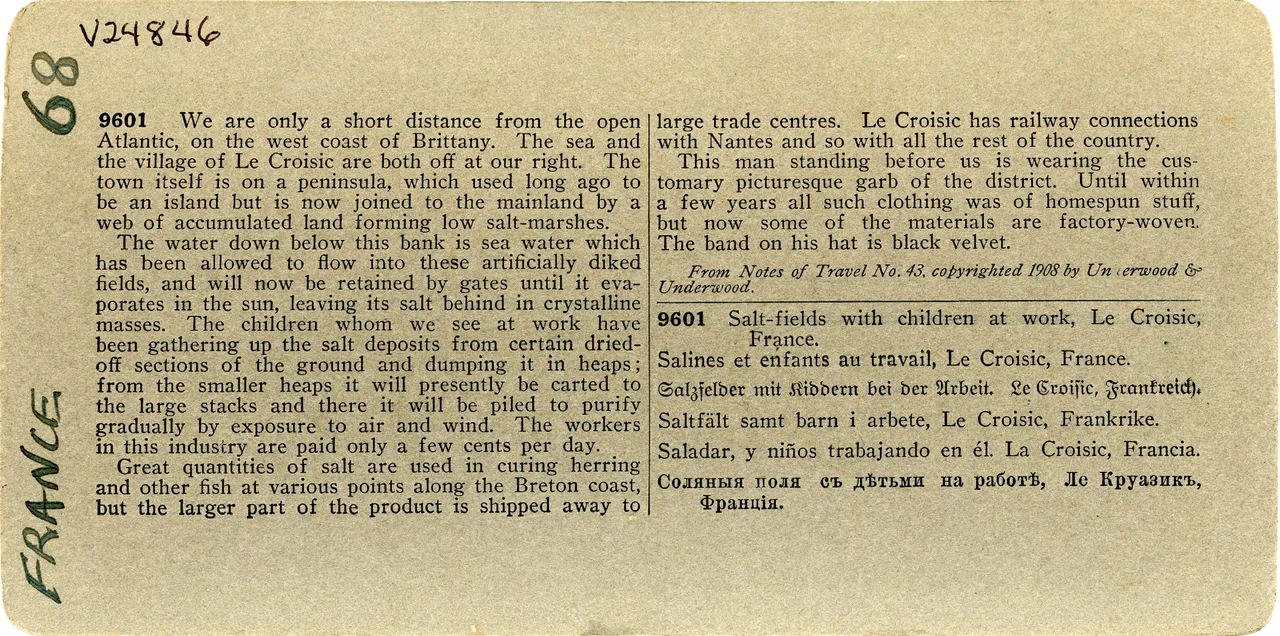 V24846
68
FRANCE
9601 We are only a short distance from the open
Atlantic, on the west coast of Brittany. The sea and
the village of Le Croisic are both off at our right. The
town itself is on a peninsula, which used long ago to
be an island but is now joined to the mainland by a
web of accumulated land forming low salt-marshes.
The water down below this bank is sea water which
has been allowed to flow into these artificially diked
fields, and will now be retained by gates until it eva-
porates in the sun, leaving its salt behind in crystalline
masses. The children whom we see at work have
been gathering up the salt deposits from certain dried-
off sections of the ground and dumping it in heaps;
from the smaller heaps it will presently be carted to
the large stacks and there it will be piled to purify
gradually by exposure to air and wind. The workers
in this industry are paid only a few cents per day.
Great quantities of salt are used in curing herring
and other fish at various points along the Breton coast,
but the larger part of the product is shipped away to
large trade centres. Le Croisic has railway connections
with Nantes and so with all the rest of the country.
This man standing before us is wearing the cus-
tomary picturesque garb of the district. Until within
a few years all such clothing was of homespun stuff,
but now some of the materials are factory-woven.
The band on his hat is black velvet.
From Notes of Travel No. 43, copyrighted 1908 by Un erwood &
Underwood.
9601 Salt-fields with children at work, Le Croisic,
France.
Salines et enfants au travail, Le Croisic, France.
Salzfelder mit Kiddern bei der Arbeit. Le Croisic, Frankreich.
Saltfält samt barn i arbete, Le Croisic, Frankrike.
Saladar, y niños trabajando en él. La Croisic, Francia.
Соляныя поля съ дѣтьми на работѣ, Ле Круазикъ,
Франція.